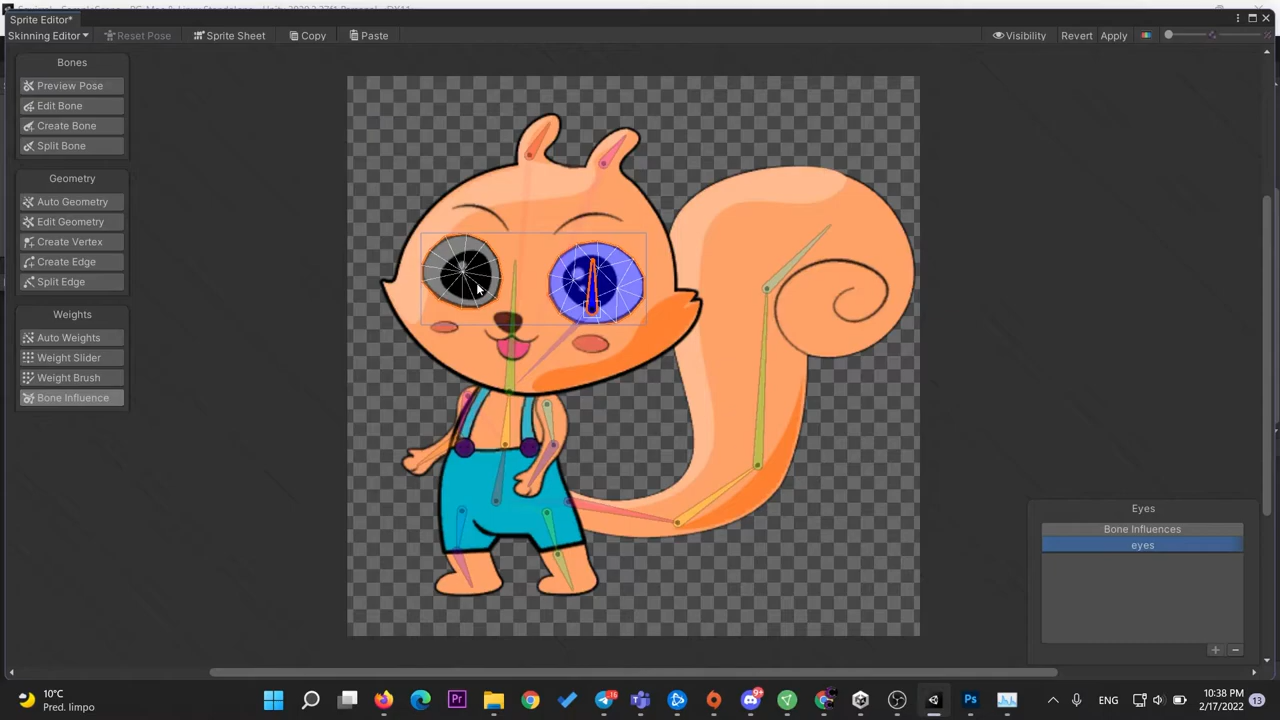 Sprite Editor*
Skinning Editor
Reset Pose
Sprite Sheet
Copy
Paste
Visibility
Revert
Apply
Bones
Preview Pose
Edit Bone
Create Bone
Split Bone
Geometry
Auto Geometry
Edit Geometry
Create Vertex
Create Edge
Split Edge
Weights
Auto Weights
Weight Slider
Weight Brush
Bone Influence
Eyes
Bone Influences
eyes
10°C
Pred. limpo
ENG
10:38 PM
2/17/2022
13